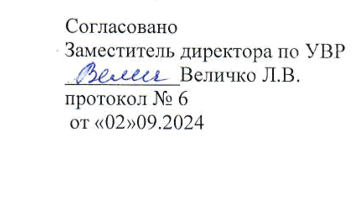 Согласовано
Заместитель директора по УВР
Величко Л.В.
протокол № 6
от «02»09.2024